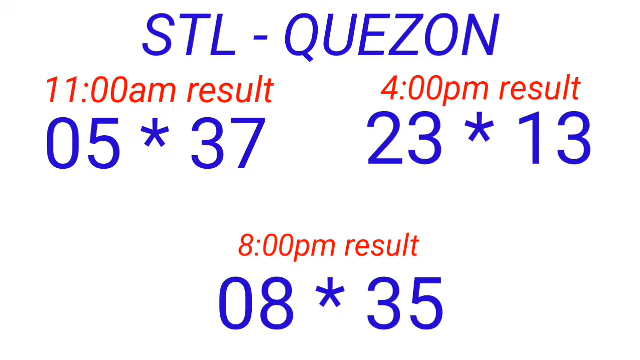 STL - QUEZON
11:00am result
05 * 37
4:00pm result
23 * 13
8:00pm result
08 * 35